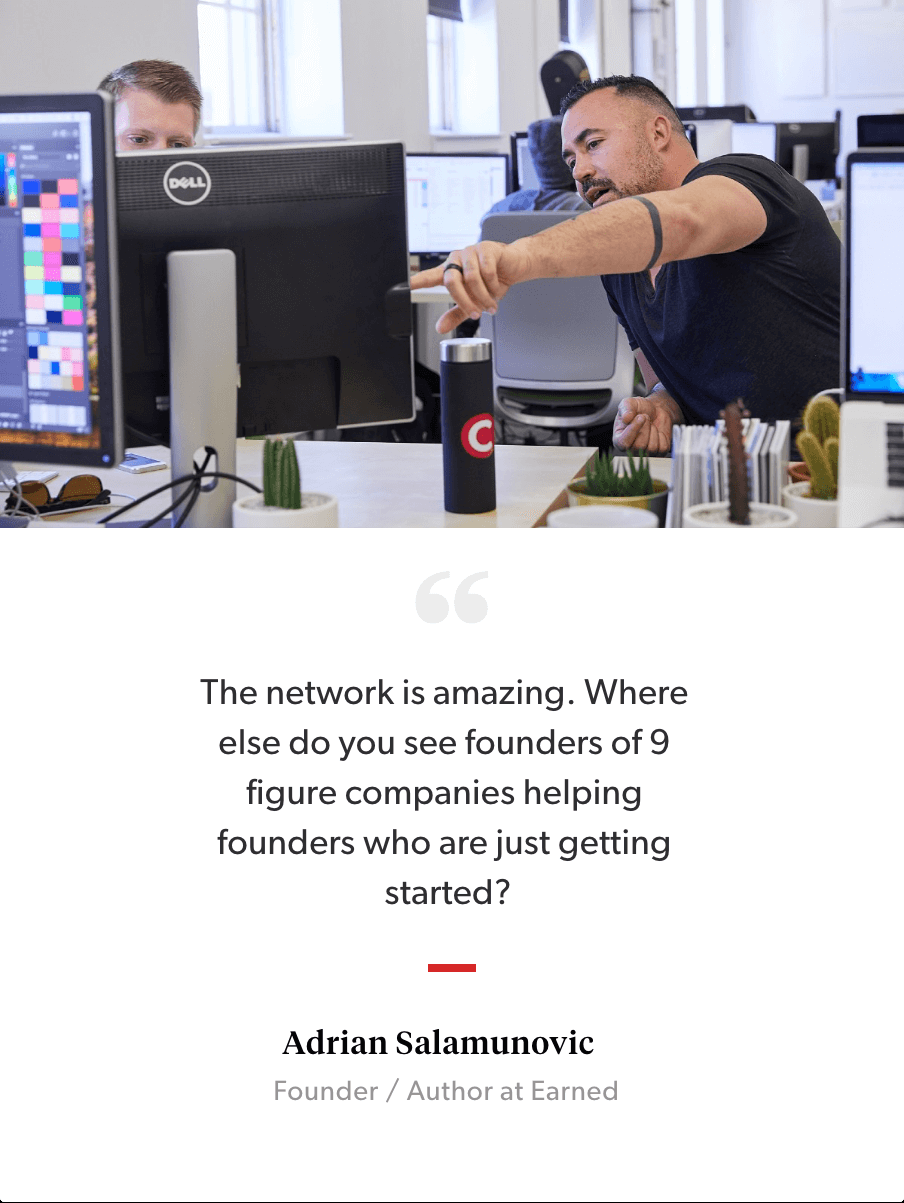 DELL
C
“
The network is amazing. Where
else do you see founders of 9
figure companies helping
founders who are just getting
started?
Adrian Salamunovic
Founder / Author at Earned